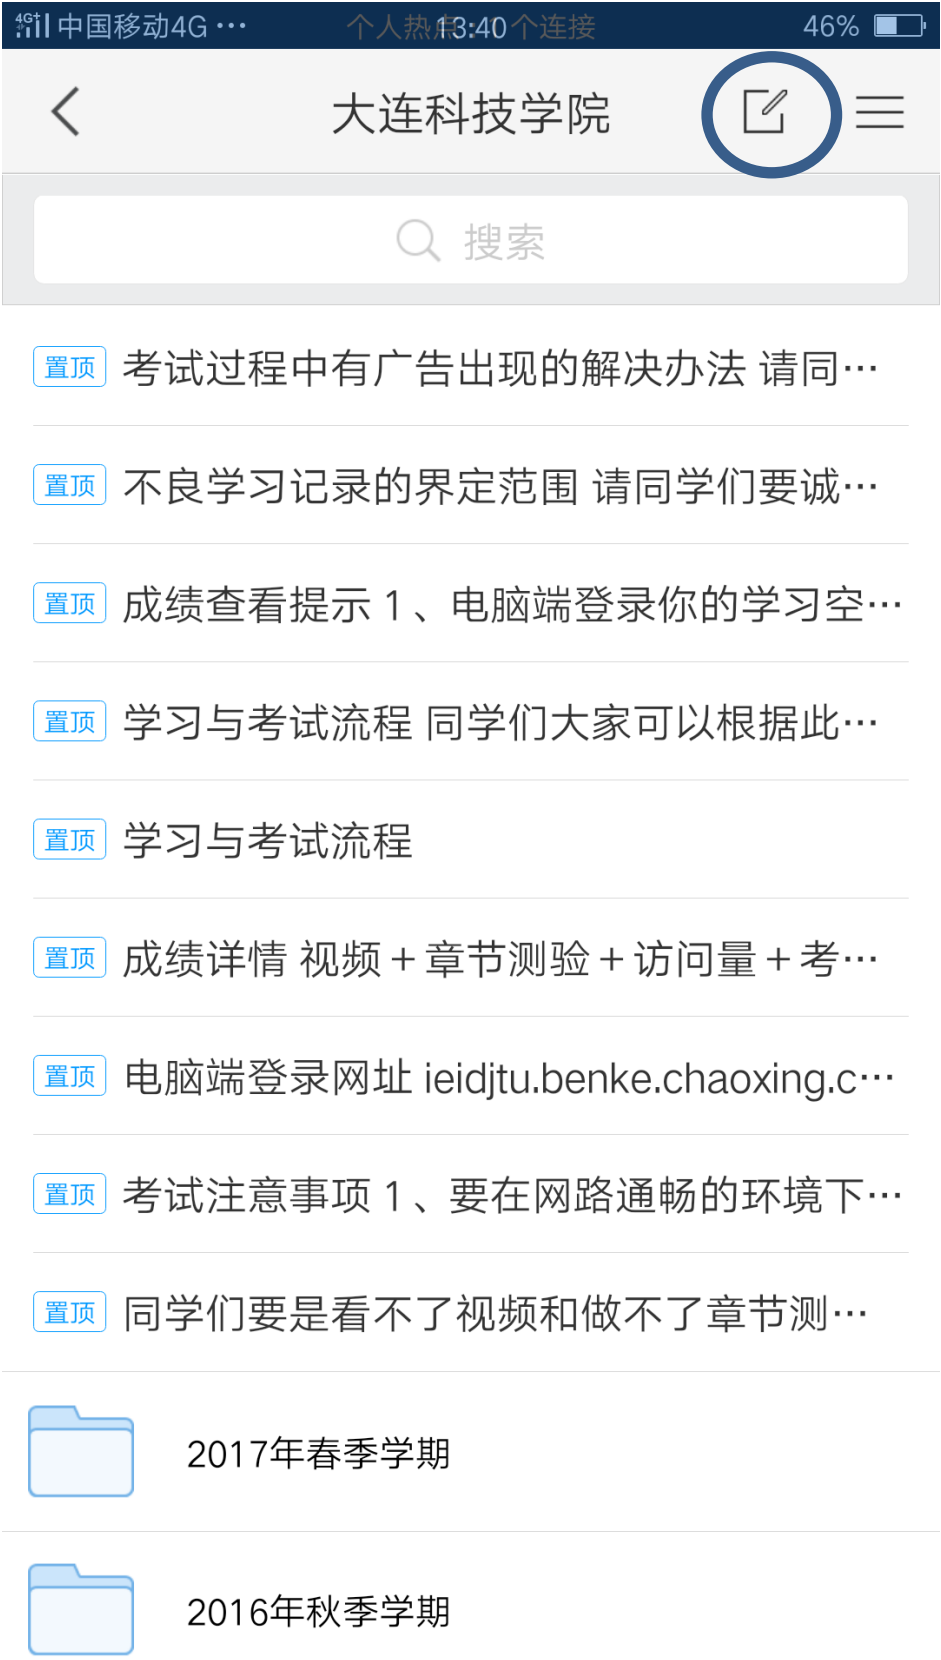 4G+ 中国移动4G ··· 个人热点：1 个连接 13:40 46%
大连科技学院
搜索
置顶 考试过程中有广告出现的解决办法 请同···
置顶 不良学习记录的界定范围 请同学们要诚···
置顶 成绩查看提示 1 、电脑端登录你的学习空···
置顶 学习与考试流程 同学们大家可以根据此···
置顶 学习与考试流程
置顶 成绩详情 视频＋章节测验＋访问量＋考···
置顶 电脑端登录网址 ieidjtu.benke.chaoxing.c···
置顶 考试注意事项 1 、要在网路通畅的环境下···
置顶 同学们要是看不了视频和做不了章节测···
2017年春季学期
2016年秋季学期